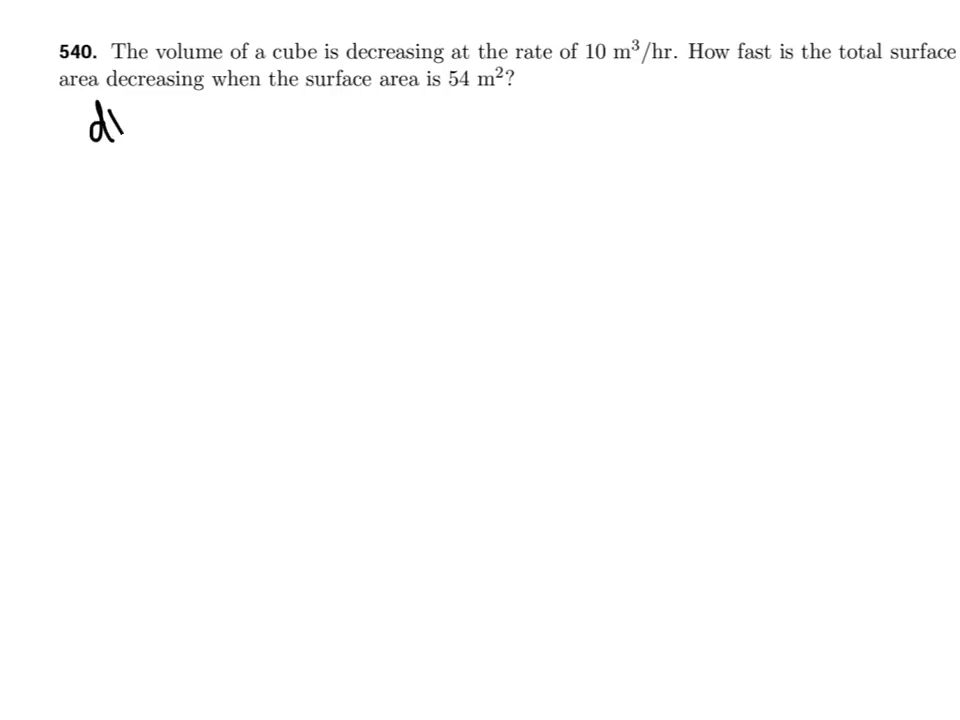 540. The volume of a cube is decreasing at the rate of 10 m³/hr. How fast is the total surface
area decreasing when the surface area is 54 m²?
d\